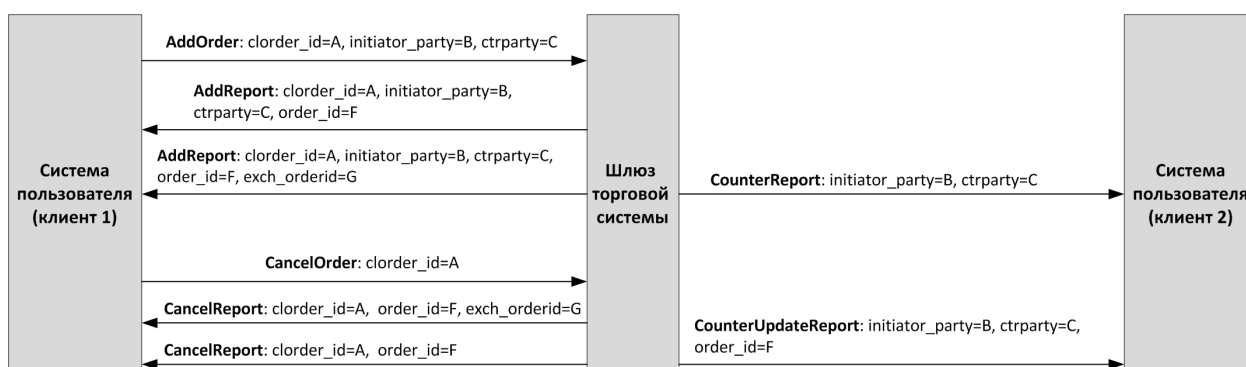 AddOrder: clorder_id=A, initiator_party=B, ctrparty=C
AddReport: clorder_id=A, initiator_party=B,
ctrparty=C, order_id=F
AddReport: clorder_id=A, initiator_party=B, ctrparty=C,
order_id=F, exch_orderid=G
Система
пользователя
(клиент 1)
Шлюз
торговой
системы
CounterReport: initiator_party=B, ctrparty=C
Система
пользователя
(клиент 2)
CancelOrder: clorder_id=A
CancelReport: clorder_id=A, order_id=F, exch_orderid=G
CounterUpdateReport: initiator_party=B, ctrparty=C,
order_id=F
CancelReport: clorder_id=A, order_id=F